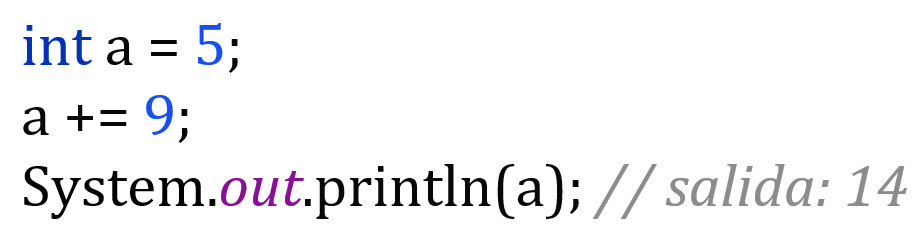 int a = 5;
a += 9;
System.out.println(a); // salida: 14